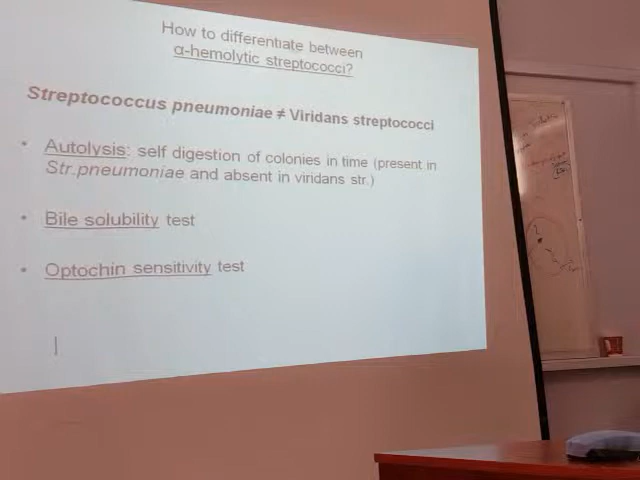 How to differentiate between
α-hemolytic streptococci?
Streptococcus pneumoniae ≠ Viridans streptococci
• Autolysis: self digestion of colonies in time (present in
Str.pneumoniae and absent in viridans str.)
• Bile solubility test
• Optochin sensitivity test